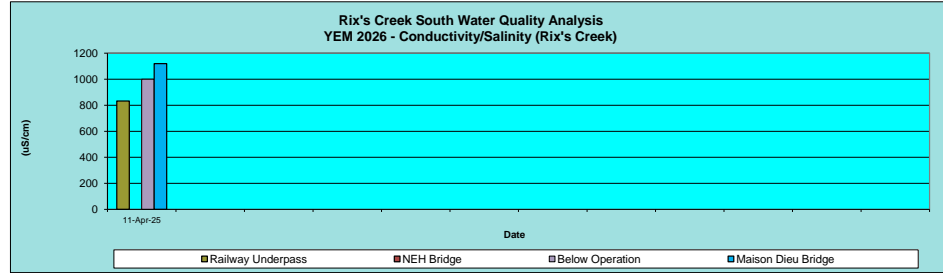 Rix's Creek South Water Quality Analysis
YEM 2026 - Conductivity/Salinity (Rix's Creek)
1200
1000
800
600
400
200
0
(uS/cm)
11-Apr-25
Date
Railway Underpass NEH Bridge Below Operation Maison Dieu Bridge